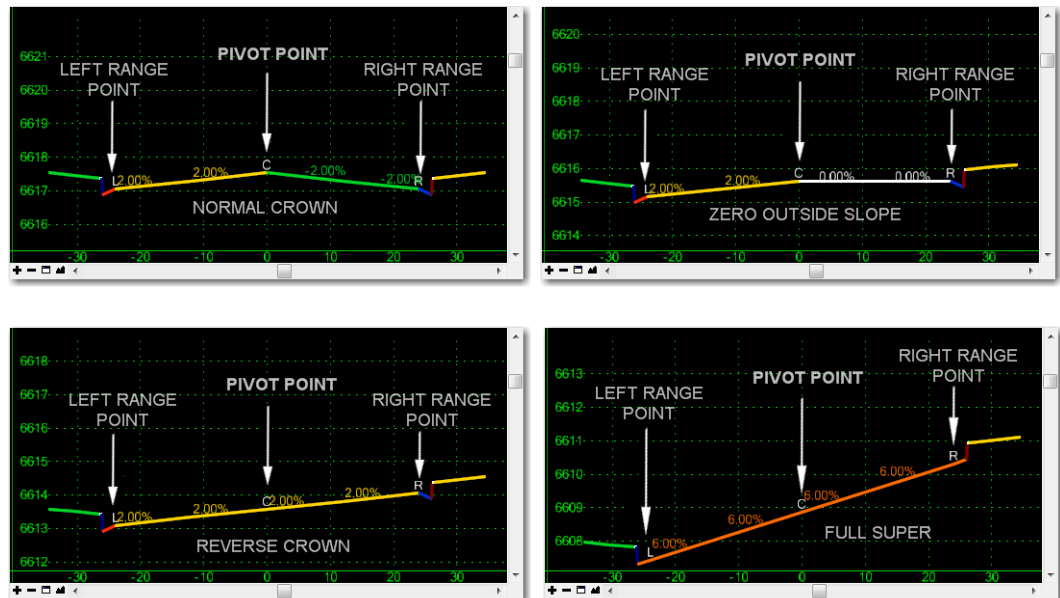 6621
PIVOT POINT
LEFT RANGE
POINT
RIGHT RANGE
POINT
6620
6619
6618
6617
6616
L
2.00%
2.00%
C
-2.00%
-2.00%
R
NORMAL CROWN
-30
-20
-10
0
10
20
30
6620
PIVOT POINT
6619
LEFT RANGE
POINT
RIGHT RANGE
POINT
6618
6617
6616
6615
6614
L
2.00%
2.00%
C
0.00%
0.00%
R
ZERO OUTSIDE SLOPE
-30
-20
-10
0
10
20
30
6618
6617
PIVOT POINT
LEFT RANGE
POINT
RIGHT RANGE
POINT
6616
6615
6614
6613
6612
L
2.00%
2.00%
C
2.00%
2.00%
R
REVERSE CROWN
-30
-20
-10
0
10
20
30
RIGHT RANGE
POINT
6613
PIVOT POINT
LEFT RANGE
POINT
6612
6611
6610
6609
6608
L
6.00%
6.00%
C
6.00%
6.00%
R
FULL SUPER
-30
-20
-10
0
10
20
30